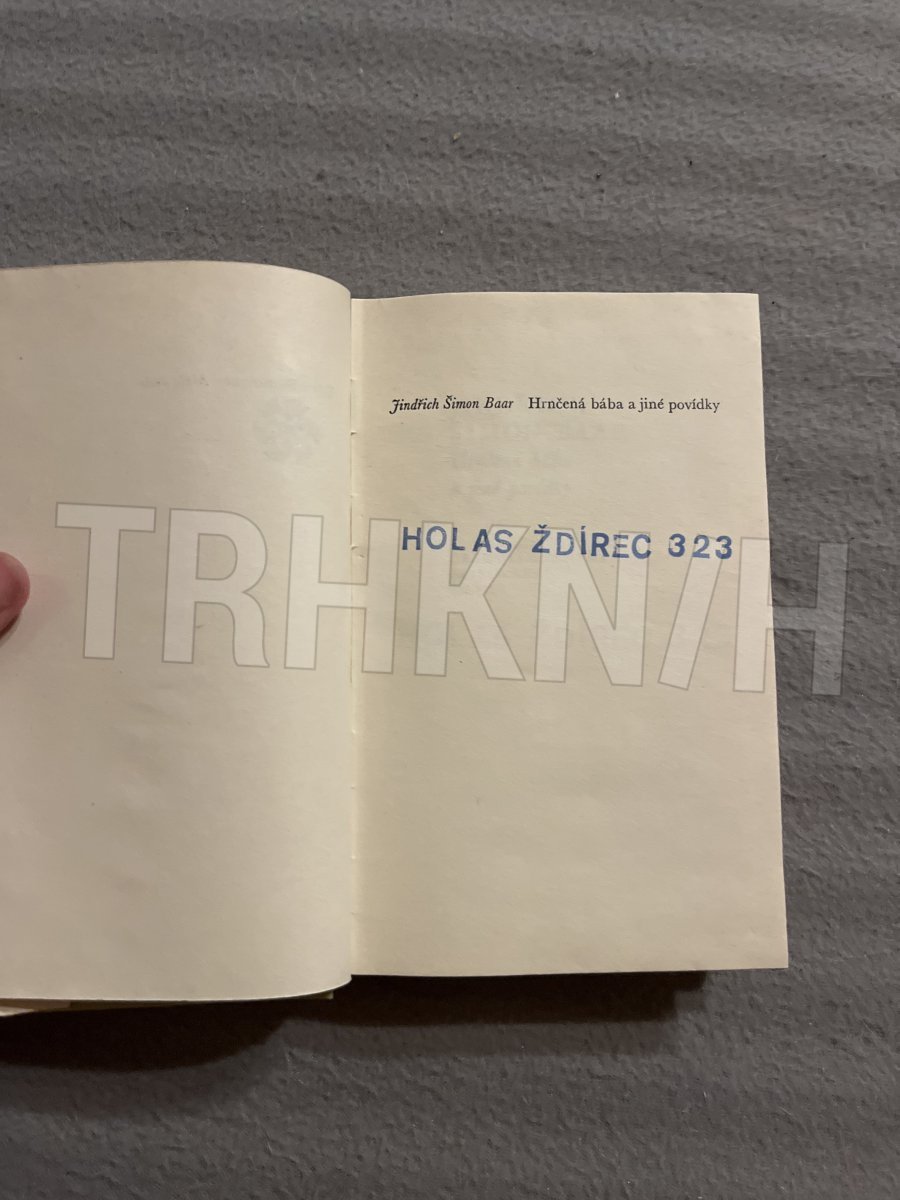 Jindřich Šimon Baar Hrnčená bába a jiné povídky
HOLAS ŽDÍREC 323
TRHKNIH